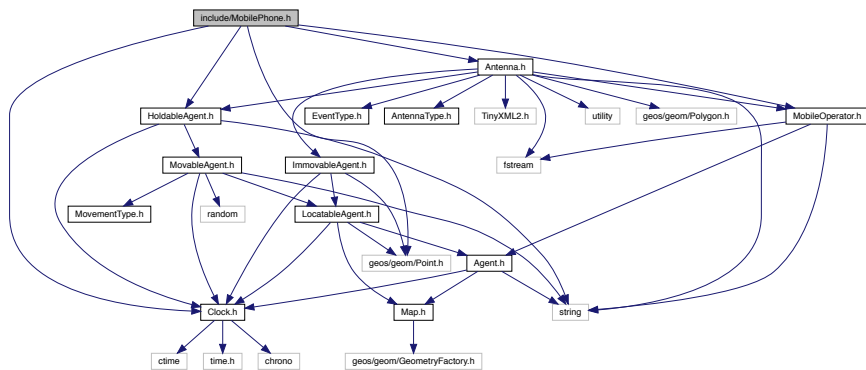 include/MobilePhone.h
Antenna.h
HoldableAgent.h
EventType.h
AntennaType.h
TinyXML2.h
utility
geos/geom/Polygon.h
MobileOperator.h
MovableAgent.h
ImmovableAgent.h
fstream
MovementType.h
random
LocatableAgent.h
geos/geom/Point.h
Agent.h
Clock.h
Map.h
string
ctime
time.h
chrono
geos/geom/GeometryFactory.h